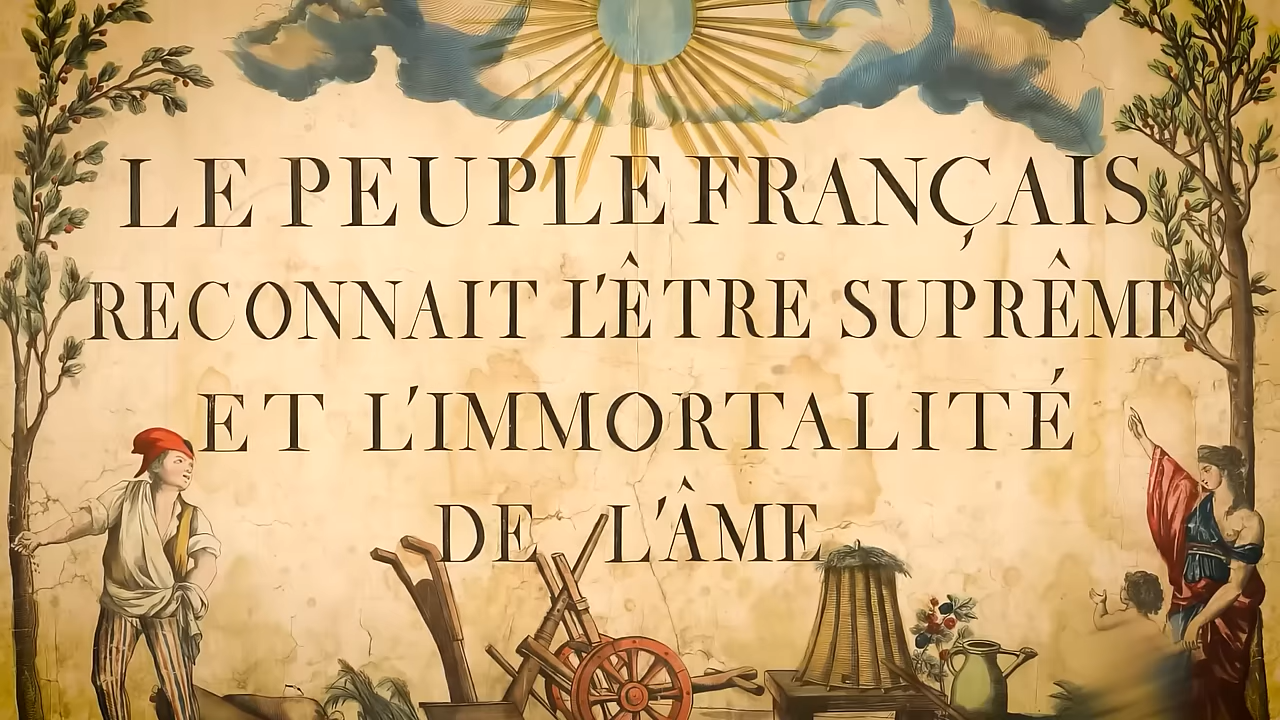 LE PEUPLE FRANÇAIS
RECONNAIT L'ÊTRE SUPRÊME
ET L'IMMORTALITÉ
DE L'ÂME